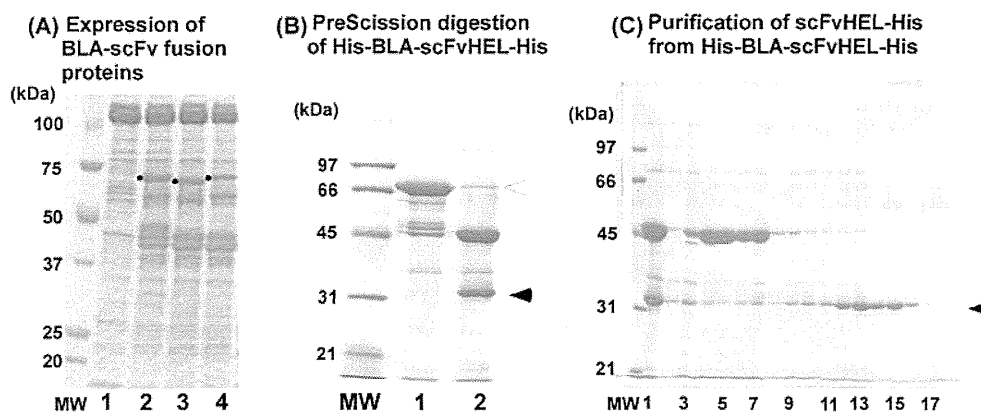 (A) Expression of
BLA-scFv fusion
proteins
(kDa)
100
75
50
37
25
20
MW 1 2 3 4
(B) PreScission digestion
of His-BLA-scFvHEL-His
(kDa)
97
66
45
31
21
MW 1 2
(C) Purification of scFvHEL-His
from His-BLA-scFvHEL-His
(kDa)
97
66
45
31
21
MW 1 3 5 7 9 11 13 15 17